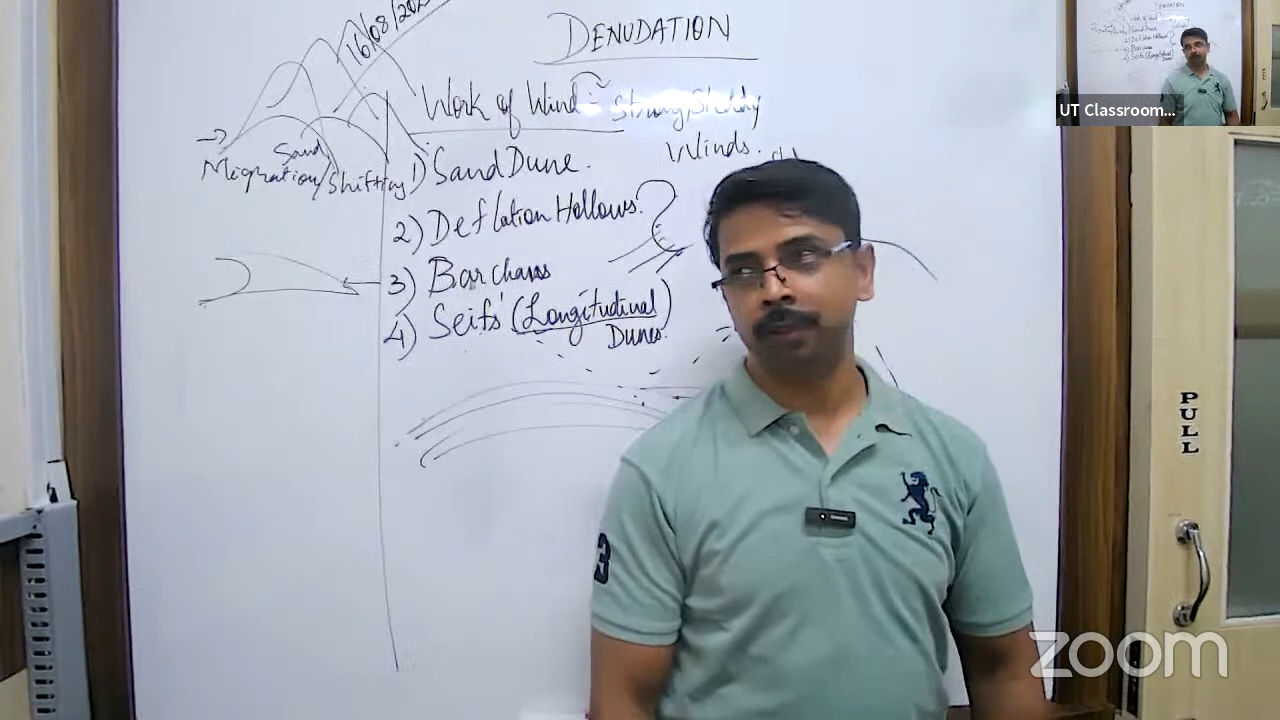 16/08/202
DENUDATION
Work of Wind :- Strong, Steady
Winds.
→
Sand
Migration/Shifting
1) Sand Dune.
2) Deflation Hollows.
3) Barchans
4) Seifs (Longitudinal)
Dunes.
3
PULL
UT Classroom...
zoom